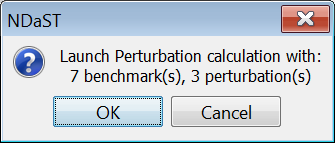 NDaST
Launch Perturbation calculation with:
7 benchmark(s), 3 perturbation(s)
OK
Cancel